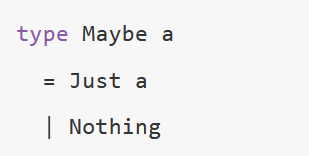 type Maybe a
= Just a
| Nothing